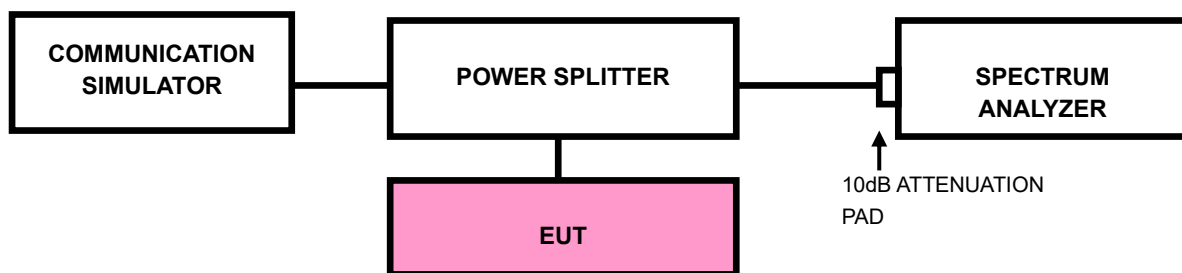 COMMUNICATION
SIMULATOR
POWER SPLITTER
SPECTRUM
ANALYZER
10dB ATTENUATION
PAD
EUT